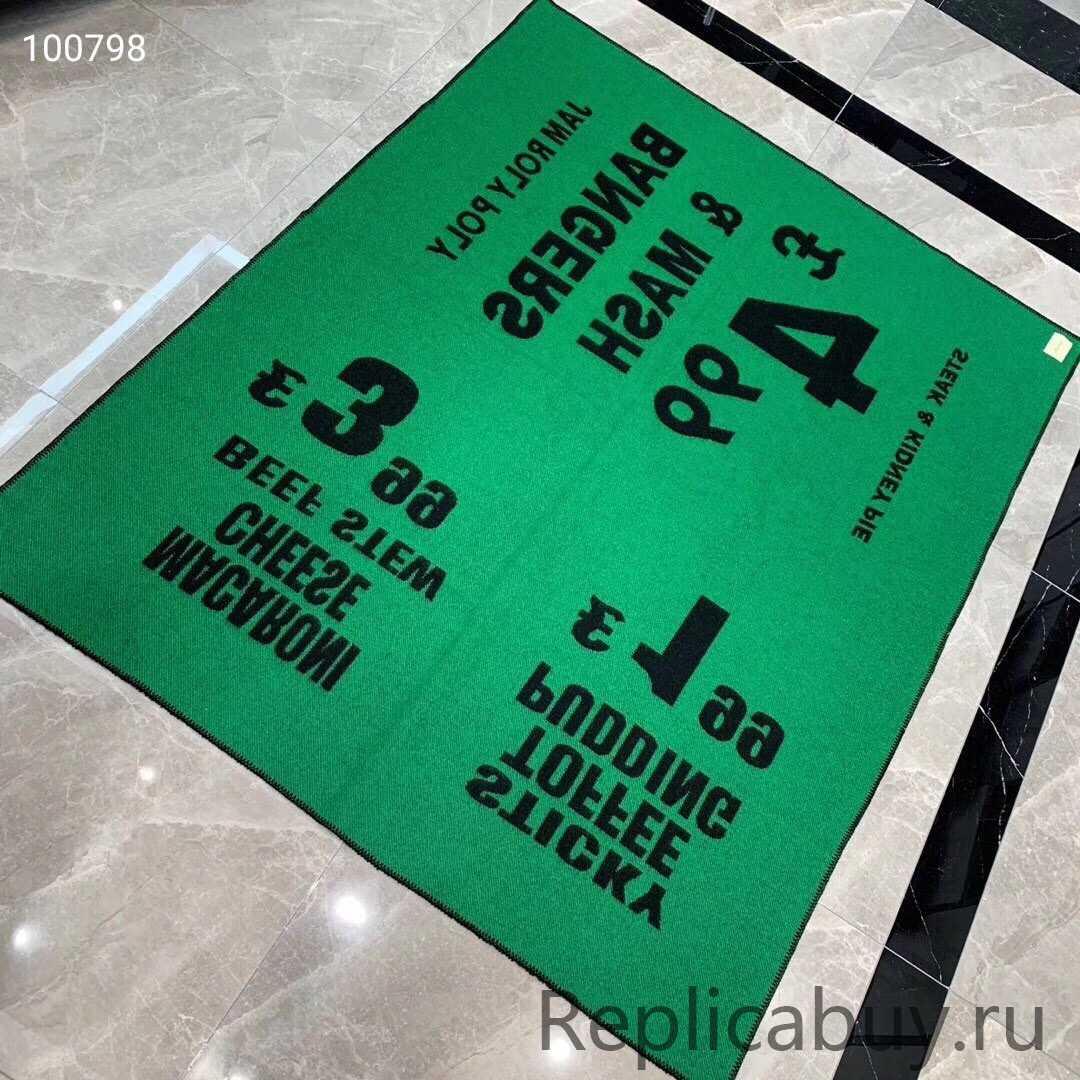 100798
JAM ROLY POLY
BANGERS
& MASH
£4.99
STEAK & KIDNEY PIE
£3.99
BEEF STEW
MACARONI
CHEESE
£1.99
STICKY
TOFFEE
PUDDING
Replicabuy.ru